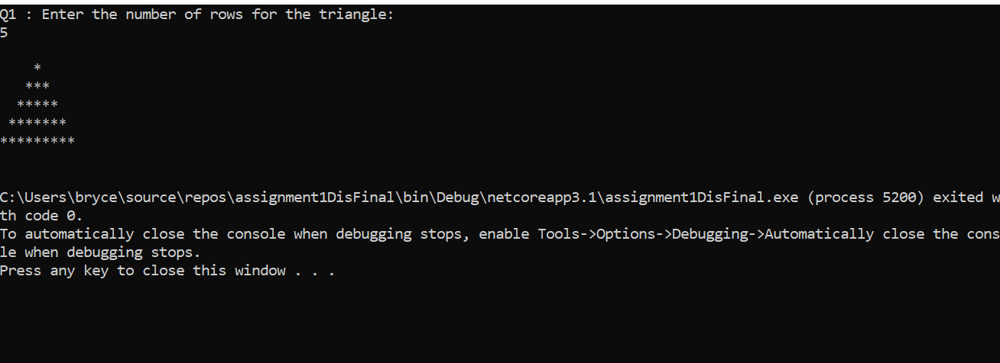 Q1 : Enter the number of rows for the triangle:
5
    *
   ***
  *****
 *******
*********
C:\Users\bryce\source\repos\assignment1DisFinal\bin\Debug\netcoreapp3.1\assignment1DisFinal.exe (process 5200) exited w
th code 0.
To automatically close the console when debugging stops, enable Tools->Options->Debugging->Automatically close the cons
le when debugging stops.
Press any key to close this window . . .